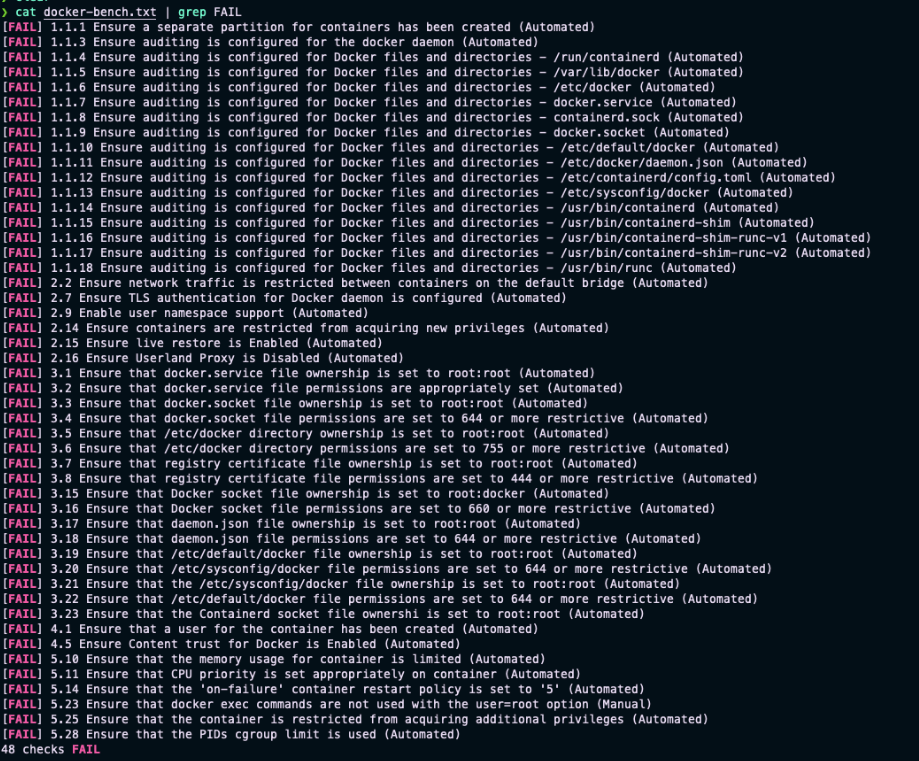 ❯ cat docker-bench.txt | grep FAIL
[FAIL] 1.1.1 Ensure a separate partition for containers has been created (Automated)
[FAIL] 1.1.3 Ensure auditing is configured for the docker daemon (Automated)
[FAIL] 1.1.4 Ensure auditing is configured for Docker files and directories – /run/containerd (Automated)
[FAIL] 1.1.5 Ensure auditing is configured for Docker files and directories – /var/lib/docker (Automated)
[FAIL] 1.1.6 Ensure auditing is configured for Docker files and directories – /etc/docker (Automated)
[FAIL] 1.1.7 Ensure auditing is configured for Docker files and directories – docker.service (Automated)
[FAIL] 1.1.8 Ensure auditing is configured for Docker files and directories – containerd.sock (Automated)
[FAIL] 1.1.9 Ensure auditing is configured for Docker files and directories – docker.socket (Automated)
[FAIL] 1.1.10 Ensure auditing is configured for Docker files and directories – /etc/default/docker (Automated)
[FAIL] 1.1.11 Ensure auditing is configured for Docker files and directories – /etc/docker/daemon.json (Automated)
[FAIL] 1.1.12 Ensure auditing is configured for Docker files and directories – /etc/containerd/config.toml (Automated)
[FAIL] 1.1.13 Ensure auditing is configured for Docker files and directories – /etc/sysconfig/docker (Automated)
[FAIL] 1.1.14 Ensure auditing is configured for Docker files and directories – /usr/bin/containerd (Automated)
[FAIL] 1.1.15 Ensure auditing is configured for Docker files and directories – /usr/bin/containerd-shim (Automated)
[FAIL] 1.1.16 Ensure auditing is configured for Docker files and directories – /usr/bin/containerd-shim-runc-v1 (Automated)
[FAIL] 1.1.17 Ensure auditing is configured for Docker files and directories – /usr/bin/containerd-shim-runc-v2 (Automated)
[FAIL] 1.1.18 Ensure auditing is configured for Docker files and directories – /usr/bin/runc (Automated)
[FAIL] 2.2 Ensure network traffic is restricted between containers on the default bridge (Automated)
[FAIL] 2.7 Ensure TLS authentication for Docker daemon is configured (Automated)
[FAIL] 2.9 Enable user namespace support (Automated)
[FAIL] 2.14 Ensure containers are restricted from acquiring new privileges (Automated)
[FAIL] 2.15 Ensure live restore is Enabled (Automated)
[FAIL] 2.16 Ensure Userland Proxy is Disabled (Automated)
[FAIL] 3.1 Ensure that docker.service file ownership is set to root:root (Automated)
[FAIL] 3.2 Ensure that docker.service file permissions are appropriately set (Automated)
[FAIL] 3.3 Ensure that docker.socket file ownership is set to root:root (Automated)
[FAIL] 3.4 Ensure that docker.socket file permissions are set to 644 or more restrictive (Automated)
[FAIL] 3.5 Ensure that /etc/docker directory ownership is set to root:root (Automated)
[FAIL] 3.6 Ensure that /etc/docker directory permissions are set to 755 or more restrictive (Automated)
[FAIL] 3.7 Ensure that registry certificate file ownership is set to root:root (Automated)
[FAIL] 3.8 Ensure that registry certificate file permissions are set to 444 or more restrictive (Automated)
[FAIL] 3.15 Ensure that Docker socket file ownership is set to root:docker (Automated)
[FAIL] 3.16 Ensure that Docker socket file permissions are set to 660 or more restrictive (Automated)
[FAIL] 3.17 Ensure that daemon.json file ownership is set to root:root (Automated)
[FAIL] 3.18 Ensure that daemon.json file permissions are set to 644 or more restrictive (Automated)
[FAIL] 3.19 Ensure that /etc/default/docker file ownership is set to root:root (Automated)
[FAIL] 3.20 Ensure that /etc/sysconfig/docker file permissions are set to 644 or more restrictive (Automated)
[FAIL] 3.21 Ensure that the /etc/sysconfig/docker file ownership is set to root:root (Automated)
[FAIL] 3.22 Ensure that /etc/default/docker file permissions are set to 644 or more restrictive (Automated)
[FAIL] 3.23 Ensure that the Containerd socket file ownershi is set to root:root (Automated)
[FAIL] 4.1 Ensure that a user for the container has been created (Automated)
[FAIL] 4.5 Ensure Content trust for Docker is Enabled (Automated)
[FAIL] 5.10 Ensure that the memory usage for container is limited (Automated)
[FAIL] 5.11 Ensure that CPU priority is set appropriately on container (Automated)
[FAIL] 5.14 Ensure that the 'on-failure' container restart policy is set to '5' (Automated)
[FAIL] 5.23 Ensure that docker exec commands are not used with the user=root option (Manual)
[FAIL] 5.25 Ensure that the container is restricted from acquiring additional privileges (Automated)
[FAIL] 5.28 Ensure that the PIDs cgroup limit is used (Automated)
48 checks FAIL